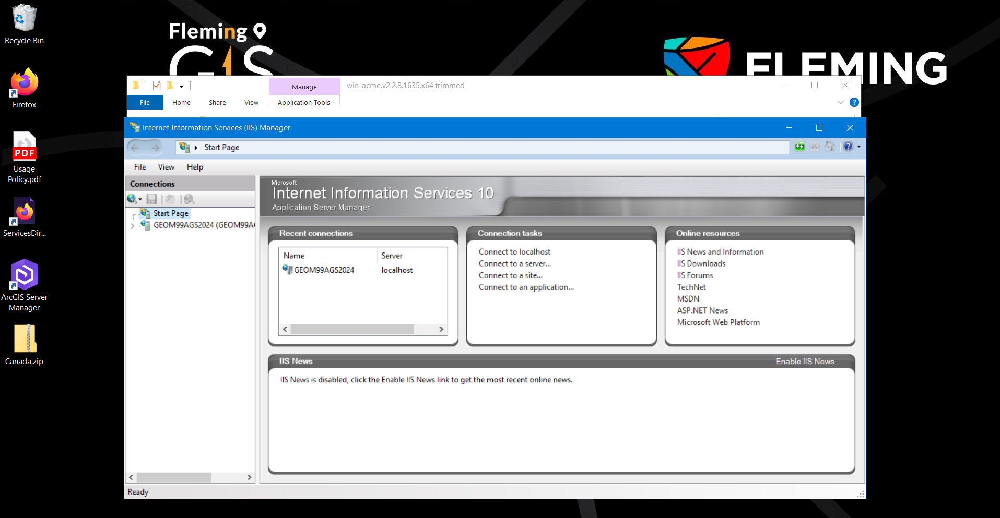 Recycle Bin
Firefox
PDF
Usage
Policy.pdf
ServicesDir...
ArcGIS Server
Manager
Canada.zip
Fleming
GIS
FLEMING
Manage
win-acme.v2.2.8.1635.x64.trimmed
File
Home
Share
View
Application Tools
?
Internet Information Services (IIS) Manager
Start Page
?
File
View
Help
Connections
Start Page
GEOM99AGS2024 (GEOM99A
Microsoft
Internet Information Services 10
Application Server Manager
Recent connections
Name
Server
GEOM99AGS2024
localhost
Connection tasks
Connect to localhost
Connect to a server...
Connect to a site...
Connect to an application...
Online resources
IIS News and Information
IIS Downloads
IIS Forums
TechNet
MSDN
ASP.NET News
Microsoft Web Platform
IIS News
Enable IIS News
IIS News is disabled, click the Enable IIS News link to get the most recent online news.
Ready